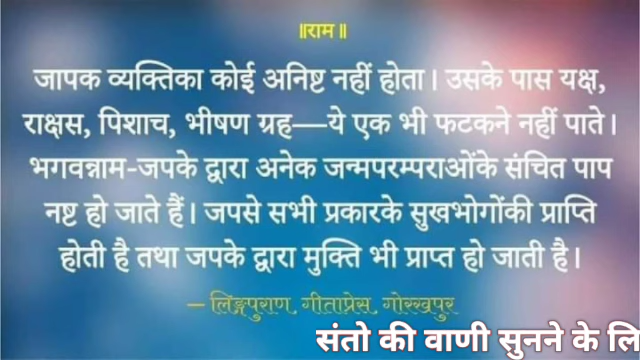 ॥राम॥
जापक व्यक्तिका कोई अनिष्ट नहीं होता। उसके पास यक्ष,
राक्षस, पिशाच, भीषण ग्रह—ये एक भी फटकने नहीं पाते।
भगवन्नाम-जपके द्वारा अनेक जन्मपरम्पराओंके संचित पाप
नष्ट हो जाते हैं। जपसे सभी प्रकारके सुखभोगोंकी प्राप्ति
होती है तथा जपके द्वारा मुक्ति भी प्राप्त हो जाती है।
– लिङ्गपुराण, गीताप्रेस, गोरखपुर
संतो की वाणी सुनने के लि